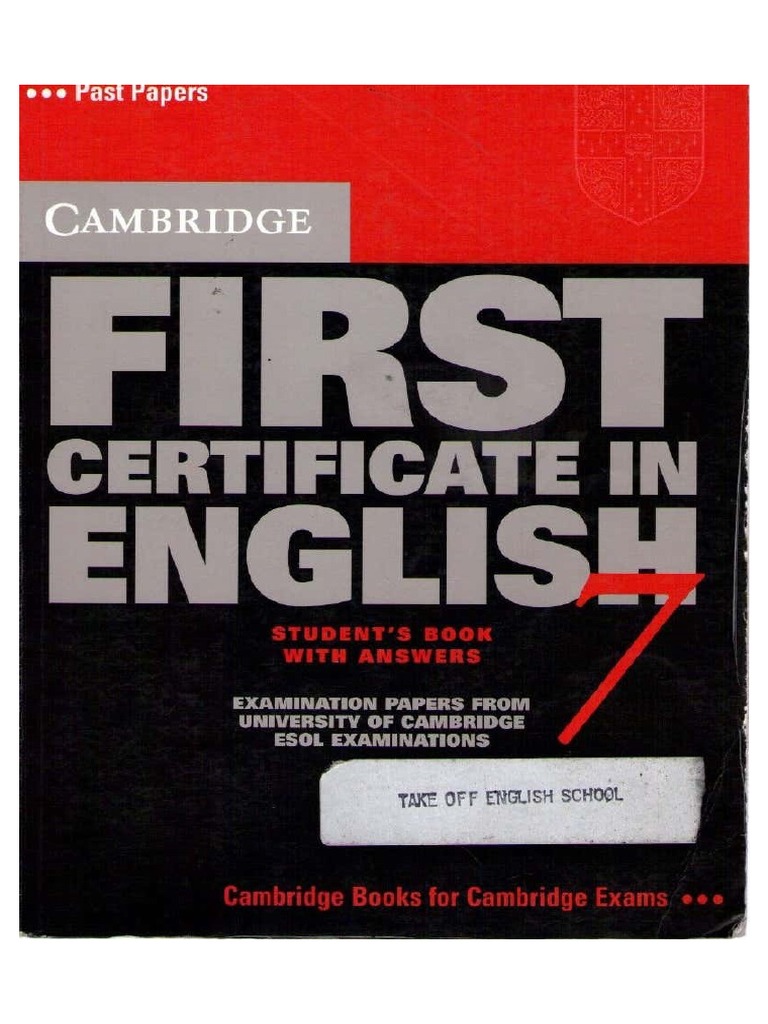 ••• Past Papers
CAMBRIDGE
FIRST
CERTIFICATE IN
ENGLISH
7
STUDENT'S BOOK
WITH ANSWERS
EXAMINATION PAPERS FROM
UNIVERSITY OF CAMBRIDGE
ESOL EXAMINATIONS
TAKE OFF ENGLISH SCHOOL
Cambridge Books for Cambridge Exams •••